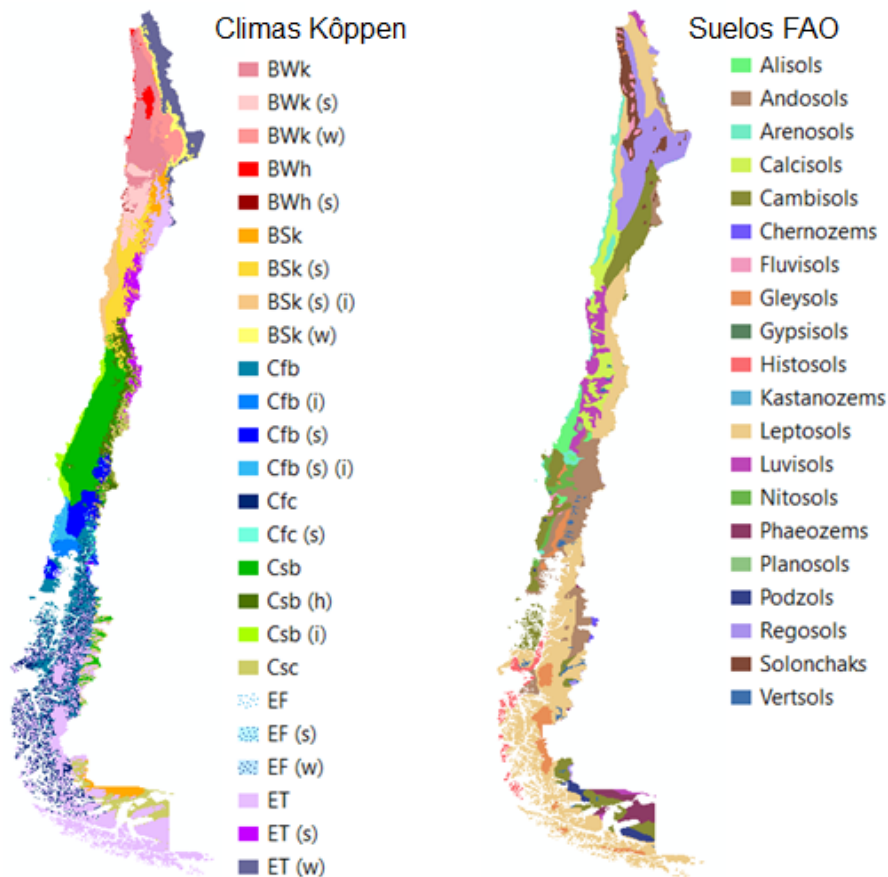 Climas Kôppen
BWk
BWk (s)
BWk (w)
BWh
BWh (s)
BSk
BSk (s)
BSk (s) (i)
BSk (w)
Cfb
Cfb (i)
Cfb (s)
Cfb (s) (i)
Cfc
Cfc (s)
Csb
Csb (h)
Csb (i)
Csc
EF
EF (s)
EF (w)
ET
ET (s)
ET (w)
Suelos FAO
Alisols
Andosols
Arenosols
Calcisols
Cambisols
Chernozems
Fluvisols
Gleysols
Gypsisols
Histosols
Kastanozems
Leptosols
Luvisols
Nitosols
Phaeozems
Planosols
Podzols
Regosols
Solonchaks
Vertsols